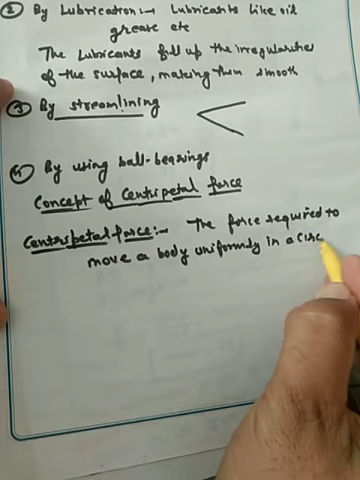 ② By Lubrication:- Lubricants like oil
grease etc
The Lubricants fill up the irregularities
of the surface, making them smooth
③ By streamlining
④ By using ball-bearings
Concept of Centripetal force
Centripetal force:- The force required to
move a body uniformly in a circ